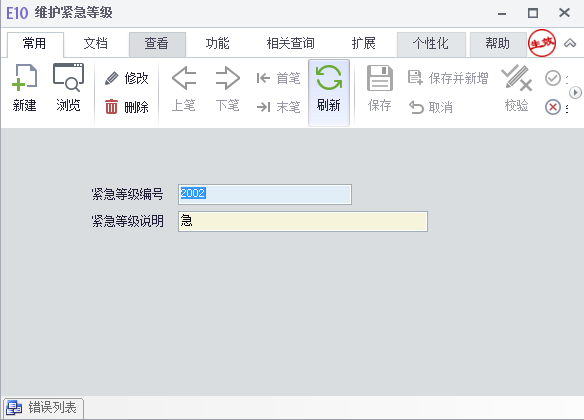 E10 维护紧急等级
常用 文档 查看 功能 相关查询 扩展 个性化 帮助 生效
修改 首笔 保存并新增
新建 浏览 删除 上笔 下笔 末笔 刷新 保存 取消 校验
紧急等级编号 2002
紧急等级说明 急
错误列表